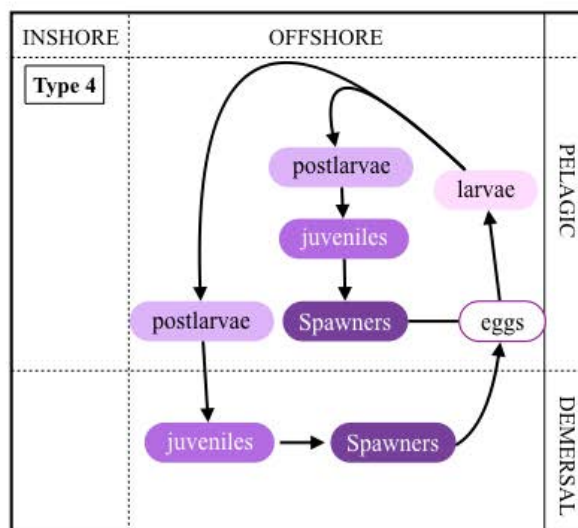 INSHORE
OFFSHORE
Type 4
PELAGIC
postlarvae
larvae
juveniles
postlarvae
Spawners
eggs
DEMERSAL
juveniles
Spawners